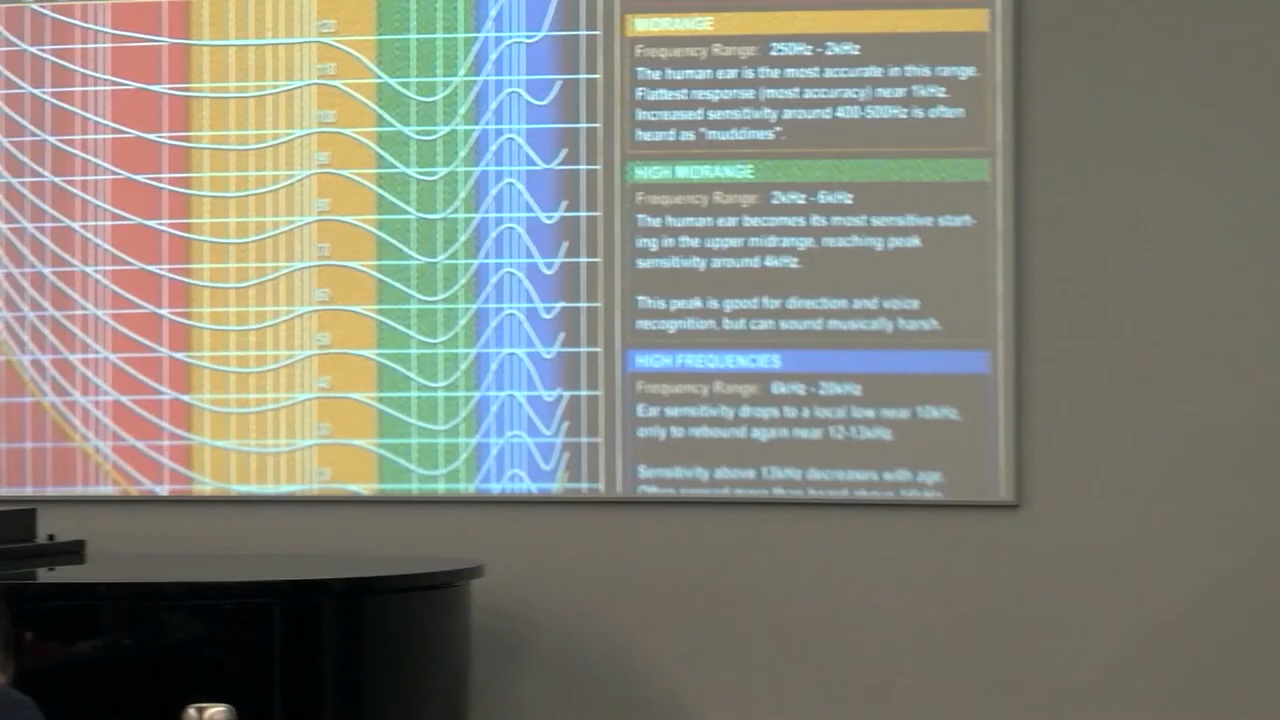 MIDRANGE
Frequency Range: 250Hz - 2kHz
The human ear is the most accurate in this range.
Flattest response (most accuracy) near 1kHz.
Increased sensitivity around 400-500Hz is often
heard as "muddines".
HIGH MIDRANGE
Frequency Range: 2kHz - 6kHz
The human ear becomes its most sensitive start-
ing in the upper midrange, reaching peak
sensitivity around 4kHz.
This peak is good for direction and voice
recognition, but can sound musically harsh.
HIGH FREQUENCIES
Frequency Range: 6kHz - 20kHz
Ear sensitivity drops to a local low near 10kHz,
only to rebound again near 12-13kHz.
Sensitivity above 13kHz decreases with age.